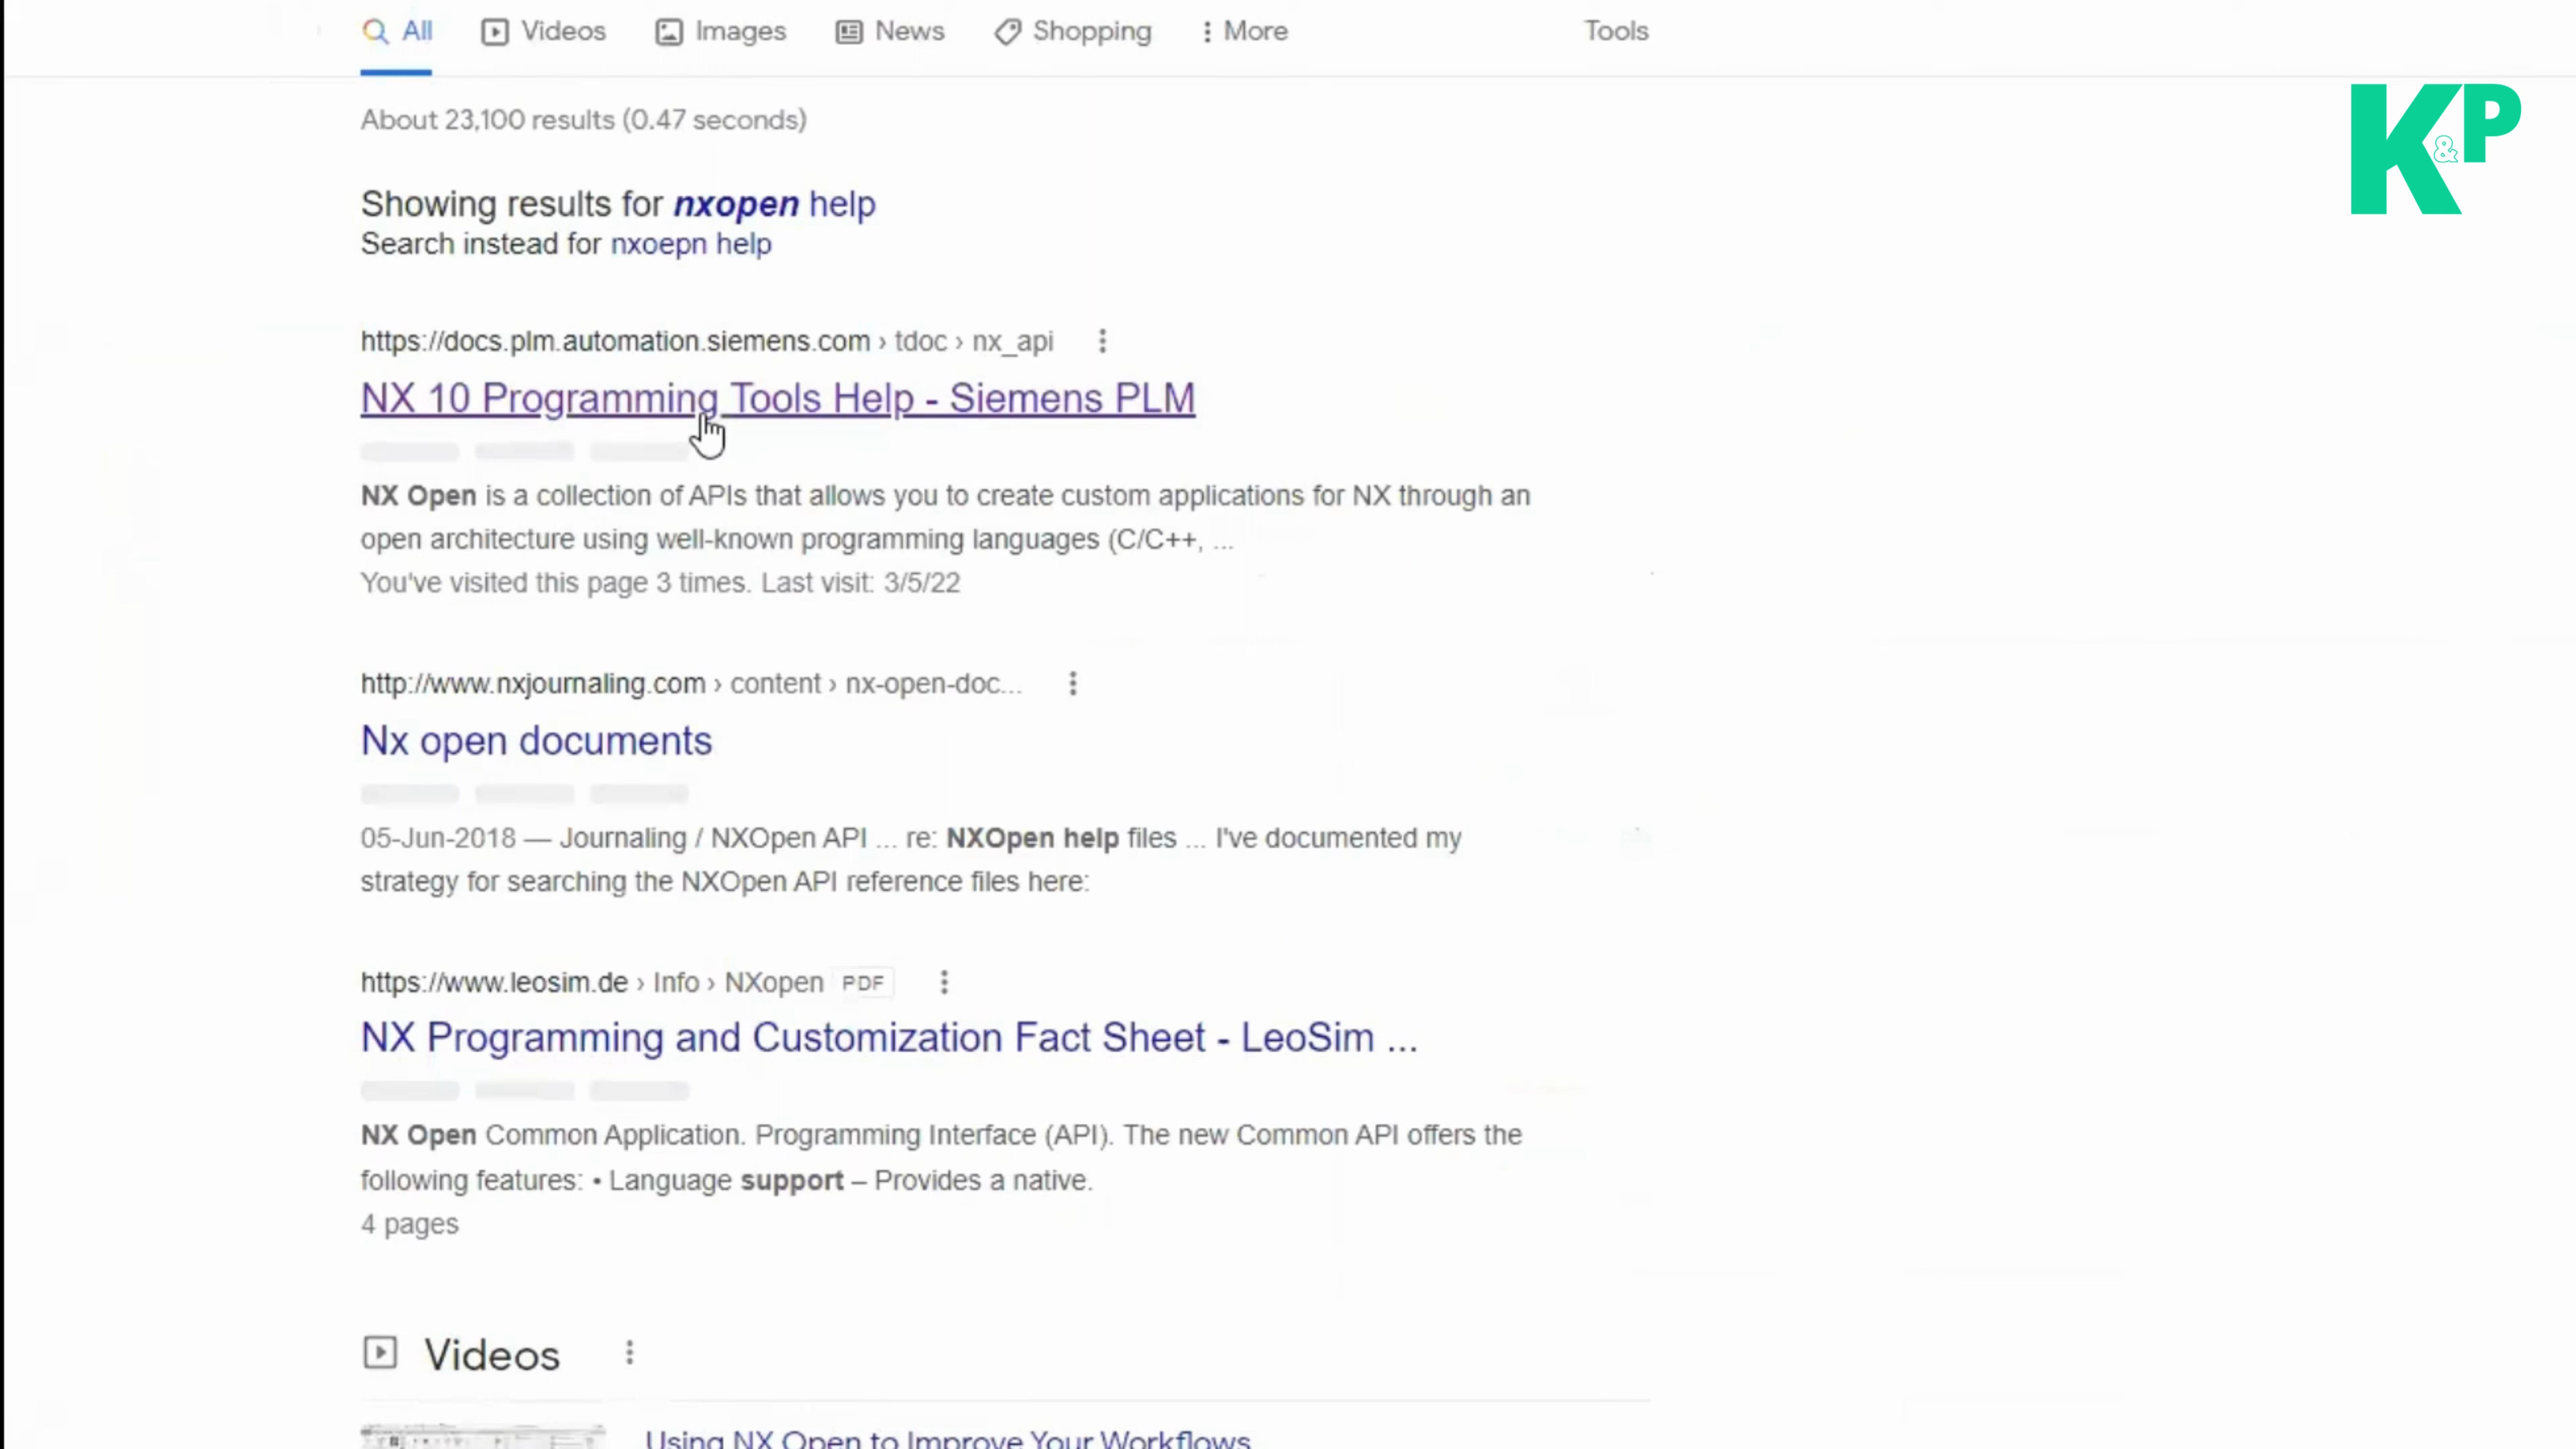 All Videos Images News Shopping More Tools
K&P
About 23,100 results (0.47 seconds)
Showing results for nxopen help
Search instead for nxoepn help
https://docs.plm.automation.siemens.com › tdoc › nx_api
NX 10 Programming Tools Help - Siemens PLM
NX Open is a collection of APIs that allows you to create custom applications for NX through an
open architecture using well-known programming languages (C/C++, ...
You've visited this page 3 times. Last visit: 3/5/22
http://www.nxjournaling.com › content › nx-open-doc...
Nx open documents
05-Jun-2018 — Journaling / NXOpen API ... re: NXOpen help files ... I've documented my
strategy for searching the NXOpen API reference files here:
https://www.leosim.de › Info › NXopen PDF
NX Programming and Customization Fact Sheet - LeoSim ...
NX Open Common Application. Programming Interface (API). The new Common API offers the
following features: • Language support – Provides a native.
4 pages
Videos
Using NX Open to Improve Your Workflows